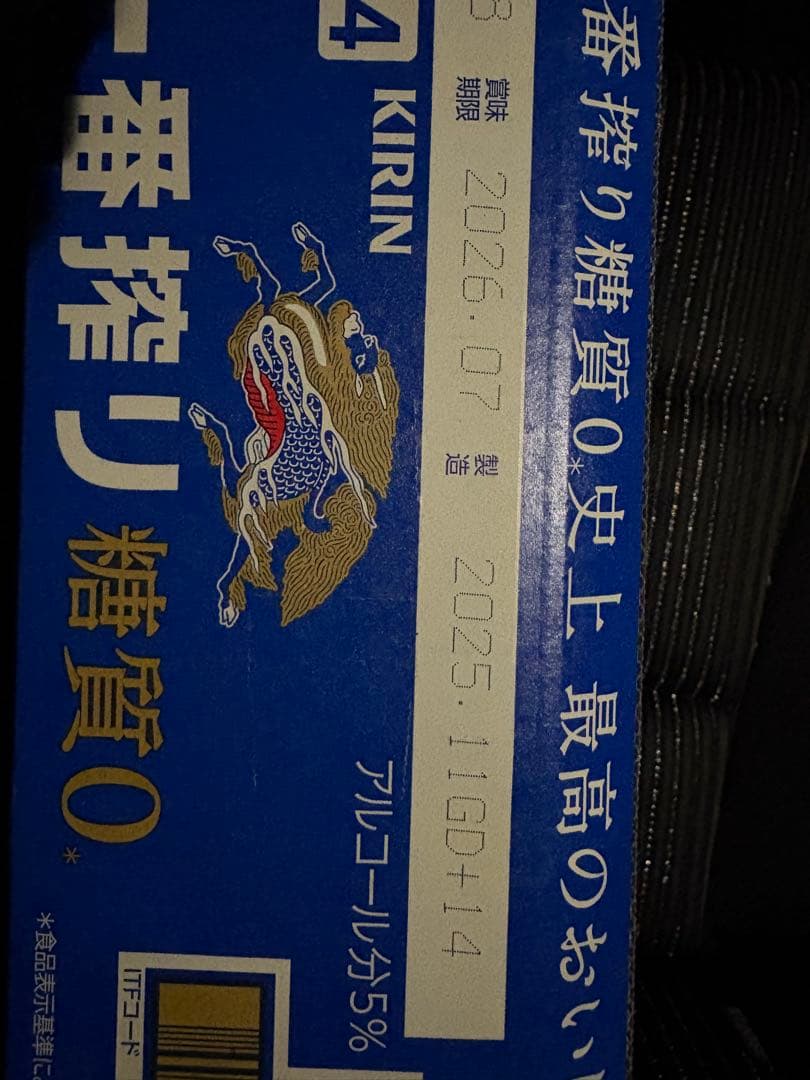 番搾り糖質0*史上 最高のおい
賞味期限 2026.07 製造 2025.11GD+14
4
KIRIN
アルコール分5%
一番搾り
糖質0*
ITFコード
*食品表示基準に